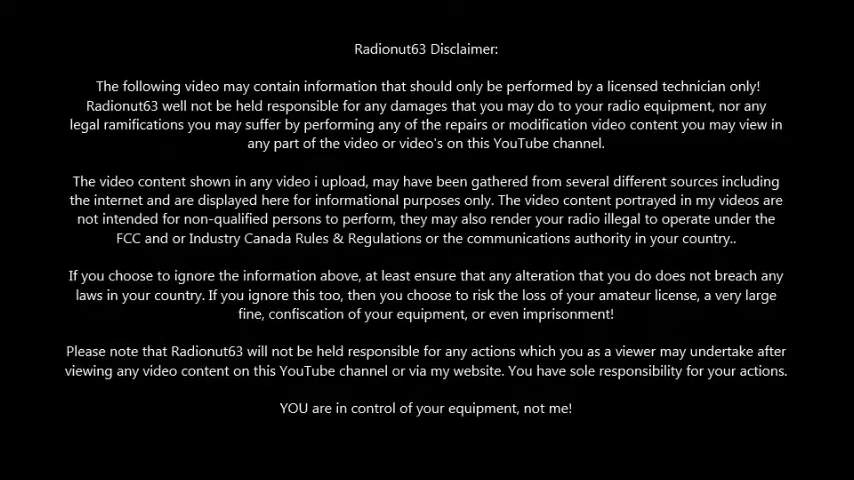 Radionut63 Disclaimer:
The following video may contain information that should only be performed by a licensed technician only!
Radionut63 well not be held responsible for any damages that you may do to your radio equipment, nor any
legal ramifications you may suffer by performing any of the repairs or modification video content you may view in
any part of the video or video's on this YouTube channel.
The video content shown in any video i upload, may have been gathered from several different sources including
the internet and are displayed here for informational purposes only. The video content portrayed in my videos are
not intended for non-qualified persons to perform, they may also render your radio illegal to operate under the
FCC and or Industry Canada Rules & Regulations or the communications authority in your country..
If you choose to ignore the information above, at least ensure that any alteration that you do does not breach any
laws in your country. If you ignore this too, then you choose to risk the loss of your amateur license, a very large
fine, confiscation of your equipment, or even imprisonment!
Please note that Radionut63 will not be held responsible for any actions which you as a viewer may undertake after
viewing any video content on this YouTube channel or via my website. You have sole responsibility for your actions.
YOU are in control of your equipment, not me!